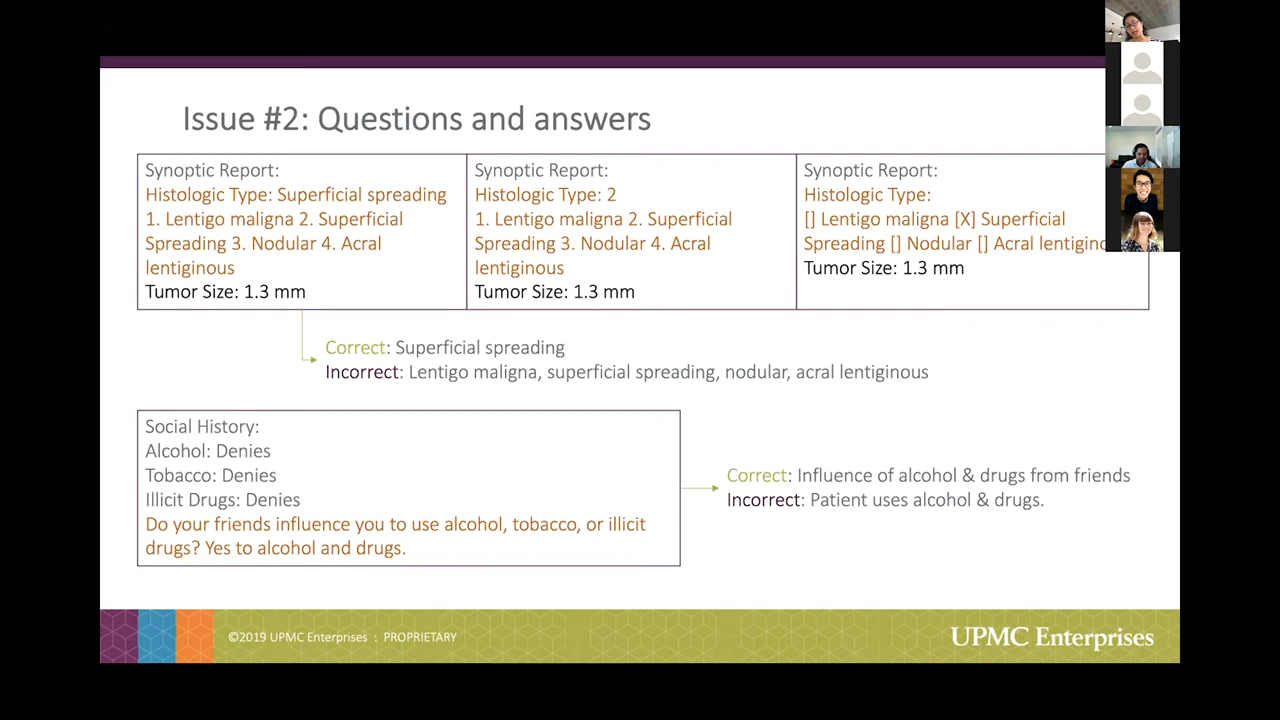 Issue #2: Questions and answers
Synoptic Report:
Histologic Type: Superficial spreading
1. Lentigo maligna 2. Superficial
Spreading 3. Nodular 4. Acral
lentiginous
Tumor Size: 1.3 mm
Synoptic Report:
Histologic Type: 2
1. Lentigo maligna 2. Superficial
Spreading 3. Nodular 4. Acral
lentiginous
Tumor Size: 1.3 mm
Synoptic Report:
Histologic Type:
[] Lentigo maligna [X] Superficial
Spreading [] Nodular [] Acral
Tumor Size: 1.3 mm
Correct: Superficial spreading
Incorrect: Lentigo maligna, superficial spreading, nodular, acral lentiginous
Social History:
Alcohol: Denies
Tobacco: Denies
Illicit Drugs: Denies
Do your friends influence you to use alcohol, tobacco, or illicit
drugs? Yes to alcohol and drugs.
Correct: Influence of alcohol & drugs from friends
Incorrect: Patient uses alcohol & drugs.
©2019 UPMC Enterprises : PROPRIETARY
UPMC Enterprises